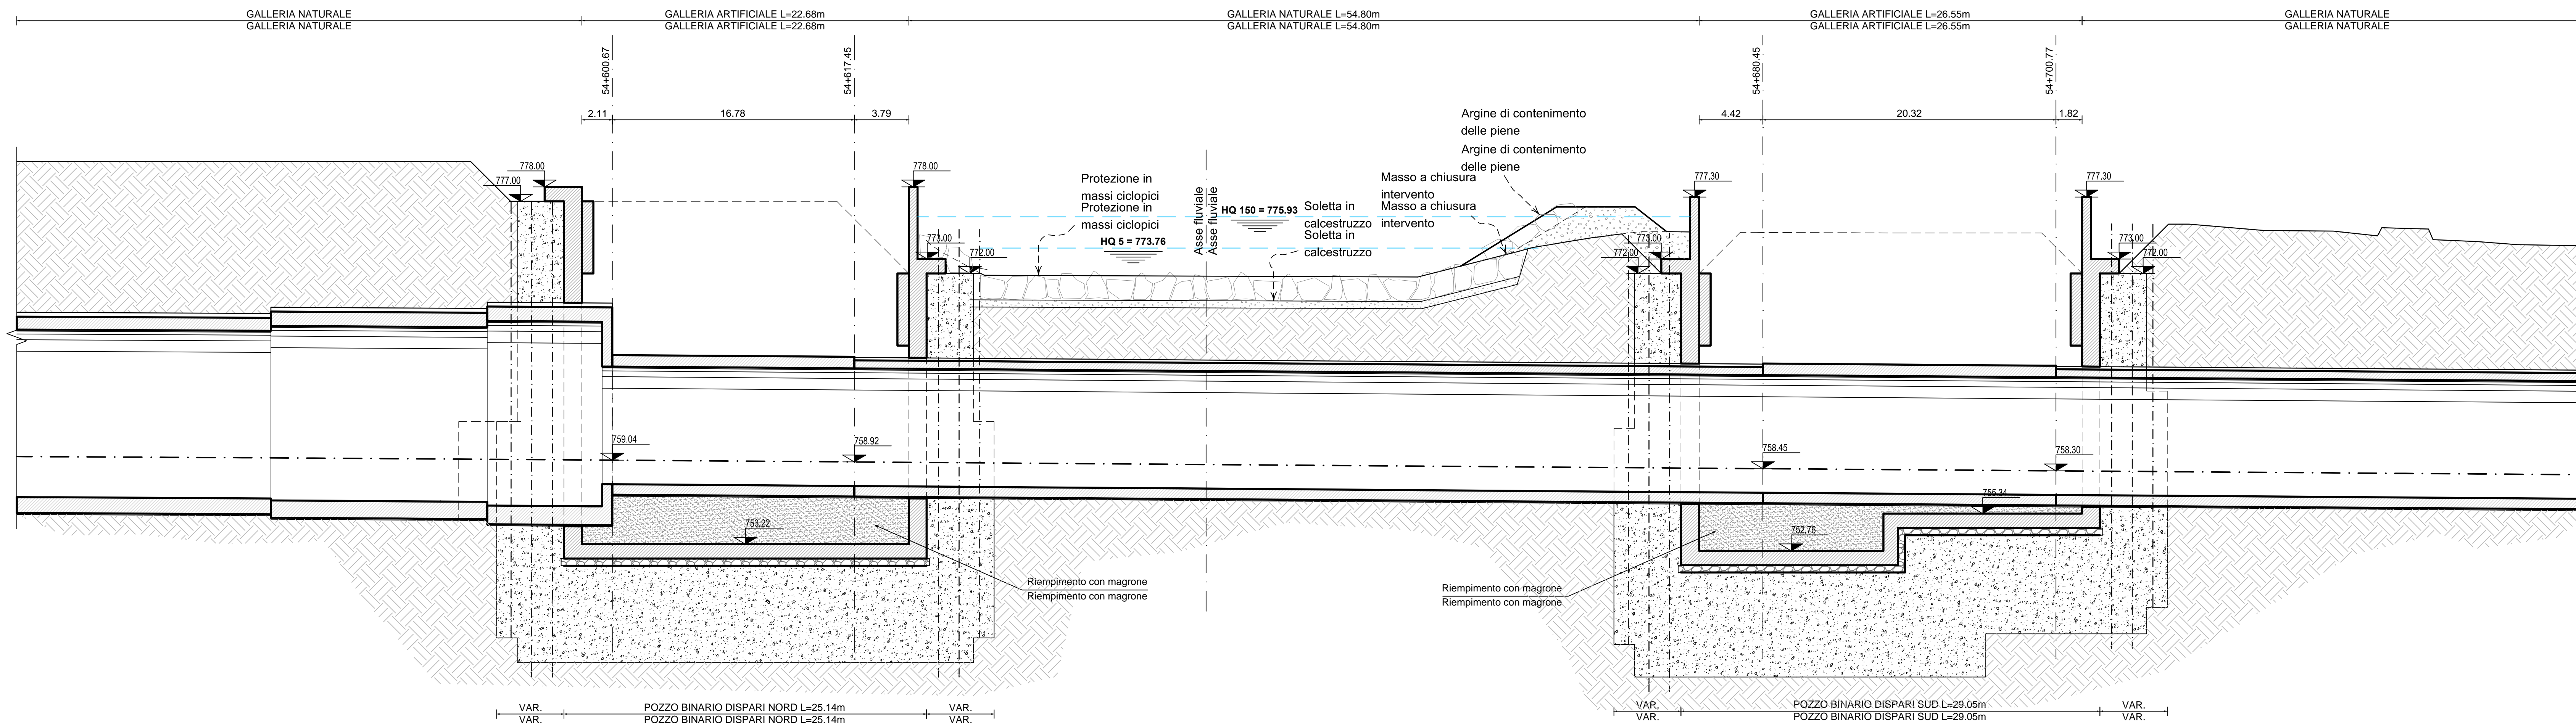 GALLERIA NATURALE
GALLERIA NATURALE
GALLERIA ARTIFICIALE L=22.68m
GALLERIA ARTIFICIALE L=22.68m
GALLERIA NATURALE L=54.80m
GALLERIA NATURALE L=54.80m
GALLERIA ARTIFICIALE L=26.55m
GALLERIA ARTIFICIALE L=26.55m
GALLERIA NATURALE
GALLERIA NATURALE
54+600.67
54+617.45
54+680.45
54+700.77
2.11
16.78
3.79
4.42
20.32
1.82
Argine di contenimento
delle piene
Argine di contenimento
delle piene
778.00
777.00
778.00
Protezione in
massi ciclopici
Protezione in
massi ciclopici
Asse fluviale
Asse fluviale
HQ 150 = 775.93
HQ 5 = 773.76
Soletta in
calcestruzzo
Soletta in
calcestruzzo
Masso a chiusura
intervento
Masso a chiusura
intervento
777.30
777.30
773.00
772.00
773.00
772.00
773.00
772.00
759.04
758.92
758.45
758.30
753.22
755.34
752.76
Riempimento con magrone
Riempimento con magrone
Riempimento con magrone
Riempimento con magrone
VAR.
VAR.
POZZO BINARIO DISPARI NORD L=25.14m
POZZO BINARIO DISPARI NORD L=25.14m
VAR.
VAR.
VAR.
VAR.
POZZO BINARIO DISPARI SUD L=29.05m
POZZO BINARIO DISPARI SUD L=29.05m
VAR.
VAR.